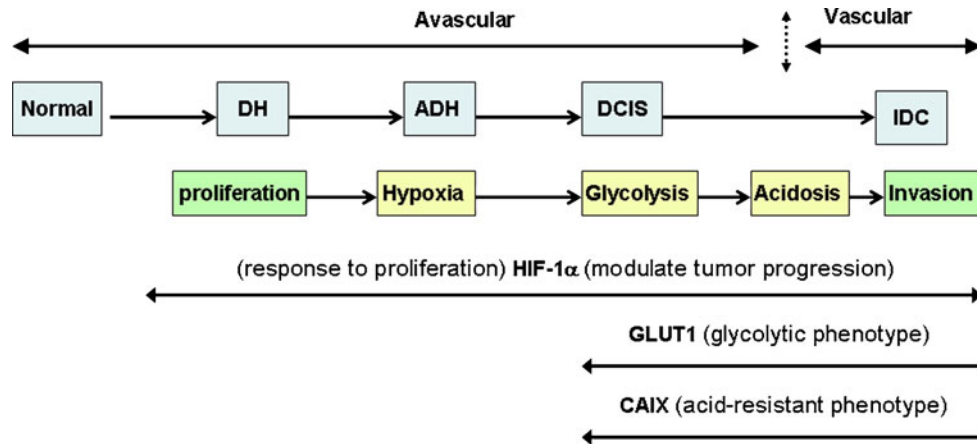 Avascular Vascular
Normal DH ADH DCIS IDC
proliferation Hypoxia Glycolysis Acidosis Invasion
(response to proliferation) HIF-1α (modulate tumor progression)
GLUT1 (glycolytic phenotype)
CAIX (acid-resistant phenotype)